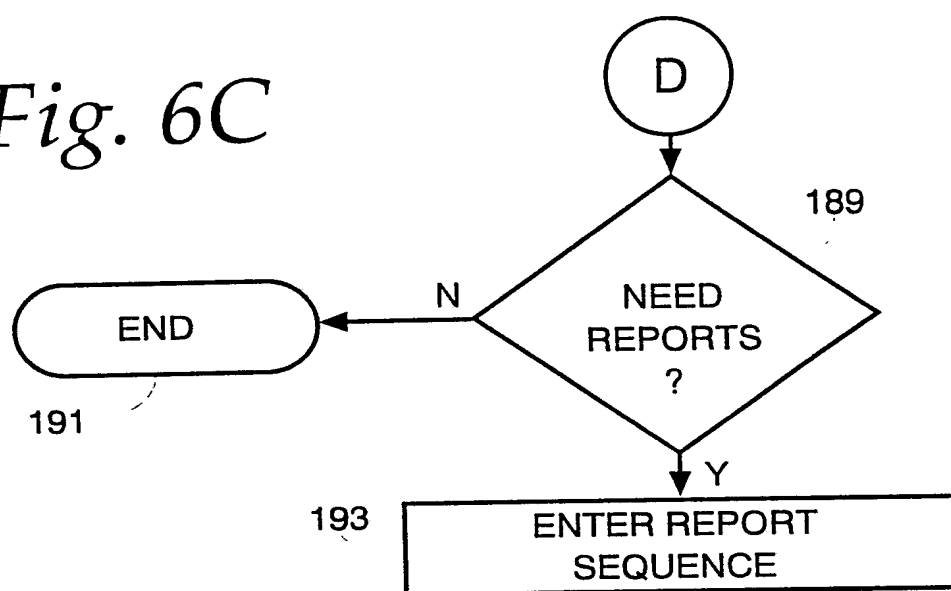 Fig. 6C
D
189
NEED
REPORTS
?
N
END
191
Y
193
ENTER REPORT
SEQUENCE